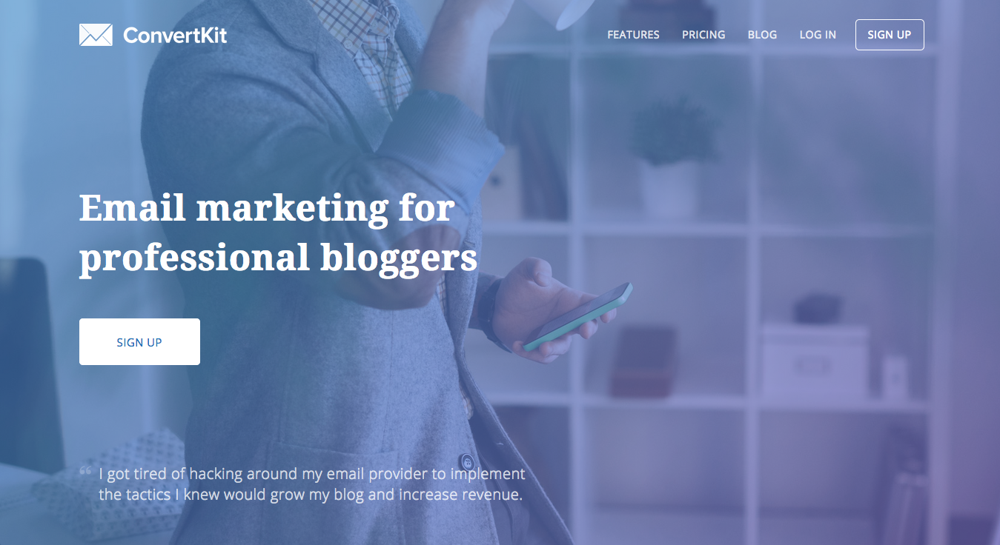 ConvertKit
FEATURES
PRICING
BLOG
LOG IN
SIGN UP
Email marketing for
professional bloggers
SIGN UP
“ I got tired of hacking around my email provider to implement
the tactics I knew would grow my blog and increase revenue.